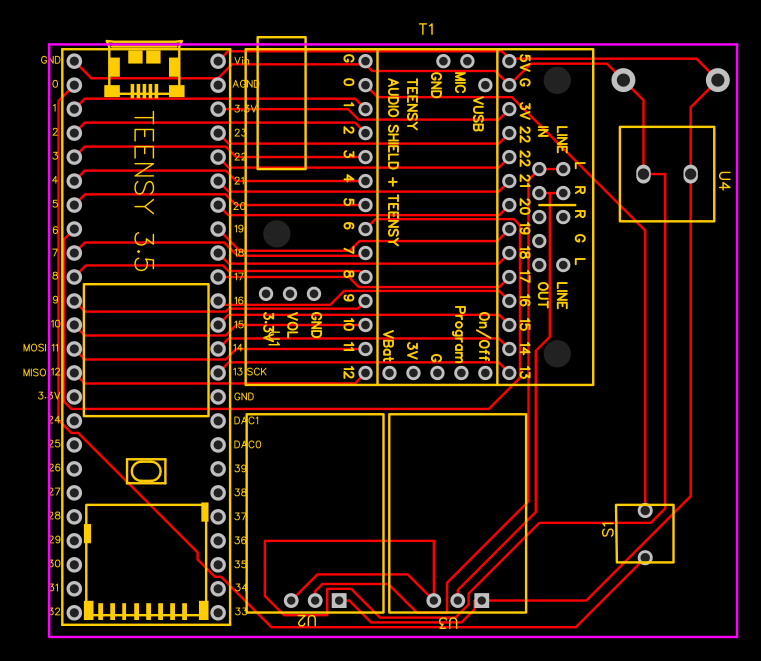 T1
GND
0
1
2
3
4
5
6
7
8
9
10
MOSI 11
MISO 12
3.3V
24
25
26
27
28
29
30
31
32
TEENSY 3.5
Vin
AGND
3.3V
23
22
21
20
19
18
17
16
15
14
13 SCK
GND
DAC1
DAC0
39
38
37
36
35
34
33
G
0
1
2
3
4
5
6
7
8
9
10
11
12
TEENSY
AUDIO SHIELD + TEENSY
GND
MIC
VUSB
5V
G
3V
22
22
21
20
19
18
17
16
15
14
13
LINE
IN
L
R
R
G
L
LINE
OUT
3.3V
VOL
GND
VBat
3V
G
Program
On/Off
U4
S1
U2
U3